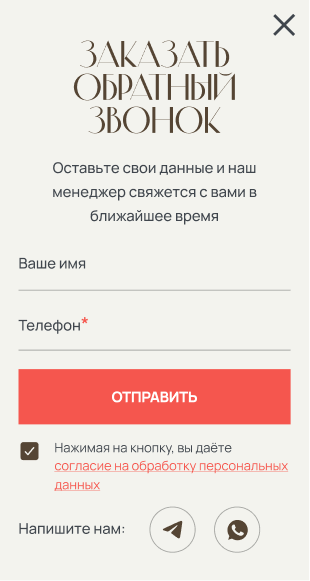 ЗАКАЗАТЬ
ОБРАТНЫЙ
ЗВОНОК
Оставьте свои данные и наш
менеджер свяжется с вами в
ближайшее время
Ваше имя
Телефон*
ОТПРАВИТЬ
Нажимая на кнопку, вы даёте
согласие на обработку персональных
данных
Напишите нам: